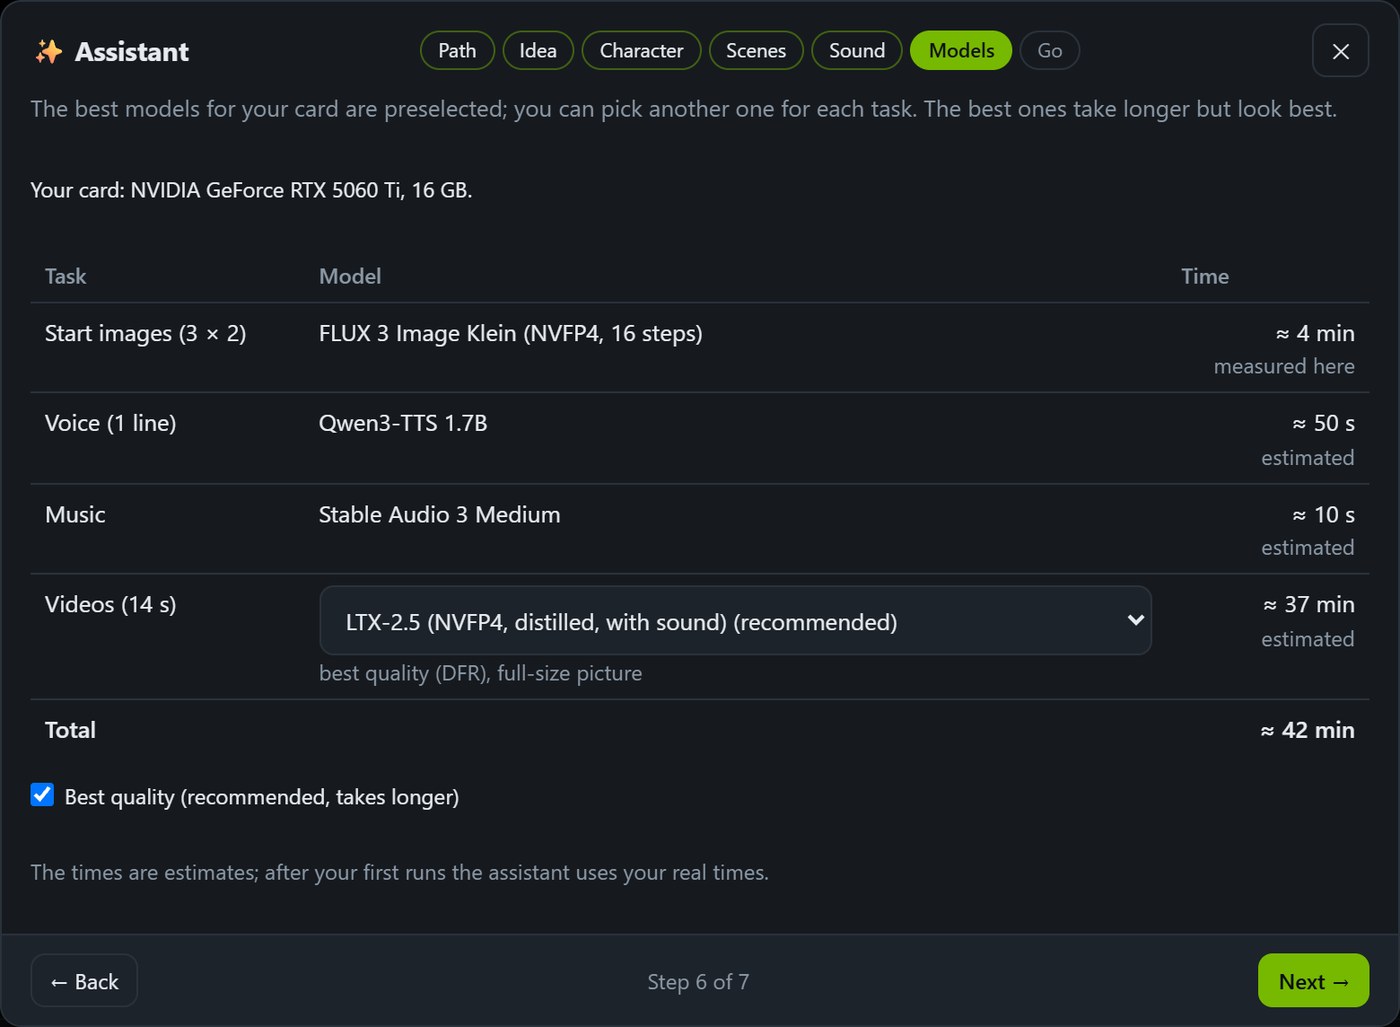 ✨ Assistant
Path
Idea
Character
Scenes
Sound
Models
Go
×
The best models for your card are preselected; you can pick another one for each task. The best ones take longer but look best.
Your card: NVIDIA GeForce RTX 5060 Ti, 16 GB.
Task Model Time
Start images (3 × 2) FLUX 3 Image Klein (NVFP4, 16 steps) ≈ 4 min
measured here
Voice (1 line) Qwen3-TTS 1.7B ≈ 50 s
estimated
Music Stable Audio 3 Medium ≈ 10 s
estimated
Videos (14 s) LTX-2.5 (NVFP4, distilled, with sound) (recommended) ≈ 37 min
estimated
best quality (DFR), full-size picture
Total ≈ 42 min
Best quality (recommended, takes longer)
The times are estimates; after your first runs the assistant uses your real times.
← Back
Step 6 of 7
Next →